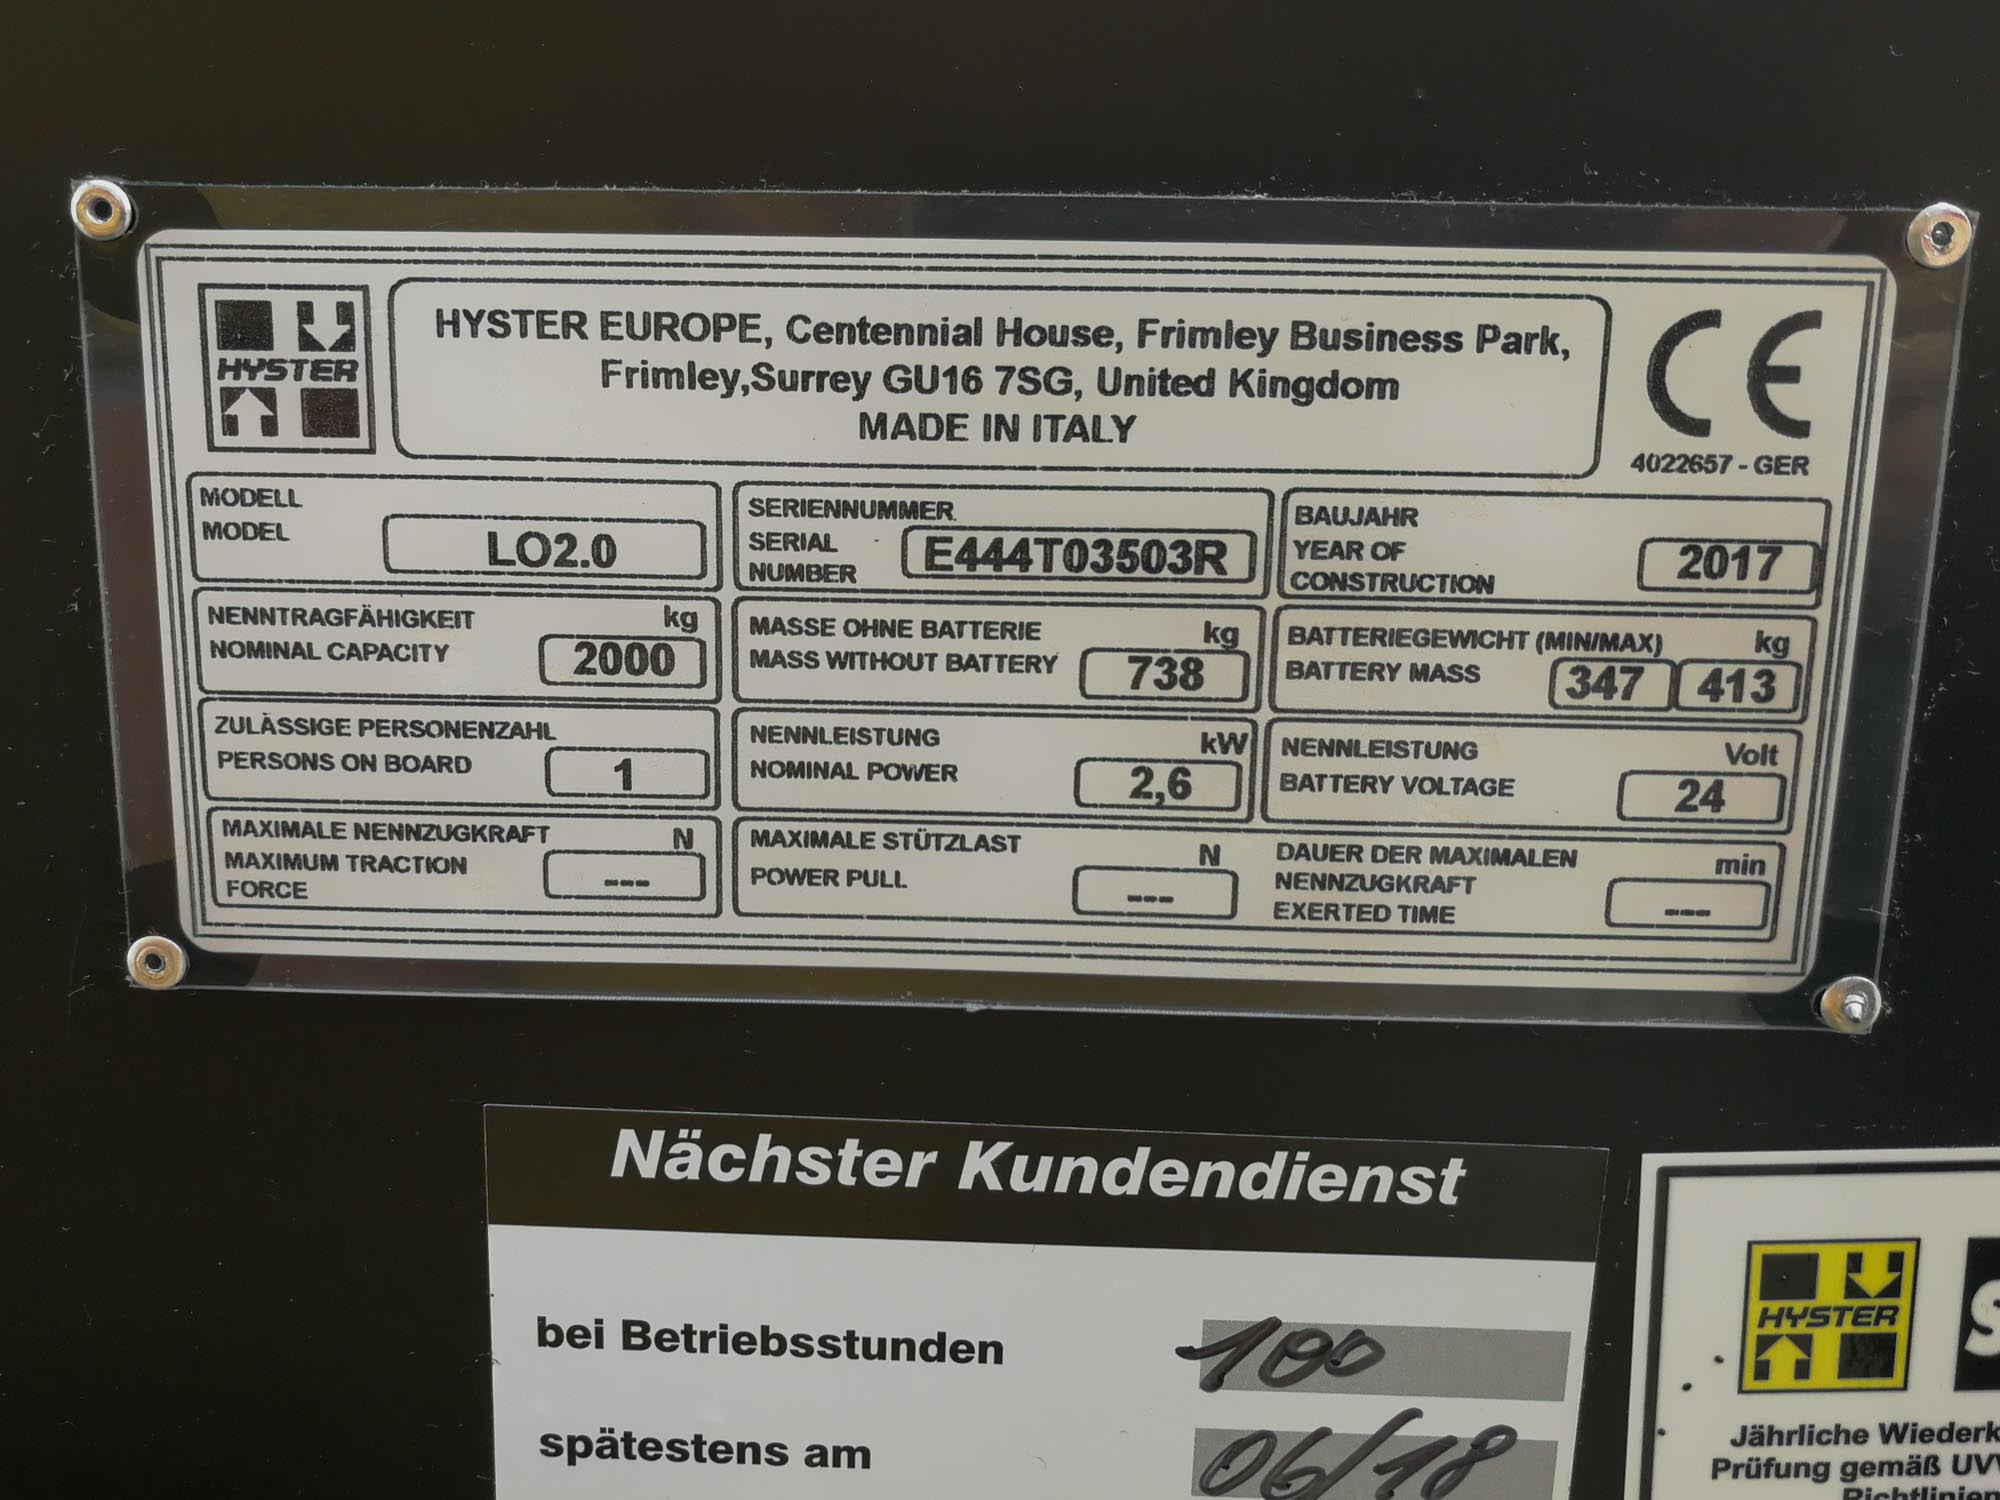 HYSTER
HYSTER EUROPE, Centennial House, Frimley Business Park,
Frimley,Surrey GU16 7SG, United Kingdom
MADE IN ITALY
CE
4022657 - GER
MODELL
MODEL
LO2.0
SERIENNUMMER
SERIAL
NUMBER
E444T03503R
BAUJAHR
YEAR OF
CONSTRUCTION
2017
NENNTRAGFÄHIGKEIT kg
NOMINAL CAPACITY 2000
MASSE OHNE BATTERIE kg
MASS WITHOUT BATTERY 738
BATTERIEGEWICHT (MIN/MAX) kg
BATTERY MASS 347 413
ZULÄSSIGE PERSONENZAHL
PERSONS ON BOARD 1
NENNLEISTUNG kW
NOMINAL POWER 2,6
NENNLEISTUNG Volt
BATTERY VOLTAGE 24
MAXIMALE NENNZUGKRAFT N
MAXIMUM TRACTION
FORCE
---
MAXIMALE STÜTZLAST N
POWER PULL ---
DAUER DER MAXIMALEN min
NENNZUGKRAFT
EXERTED TIME ---
Nächster Kundendienst
bei Betriebsstunden 100
spätestens am 06/18
HYSTER
Jährliche
Prüfung gemäß